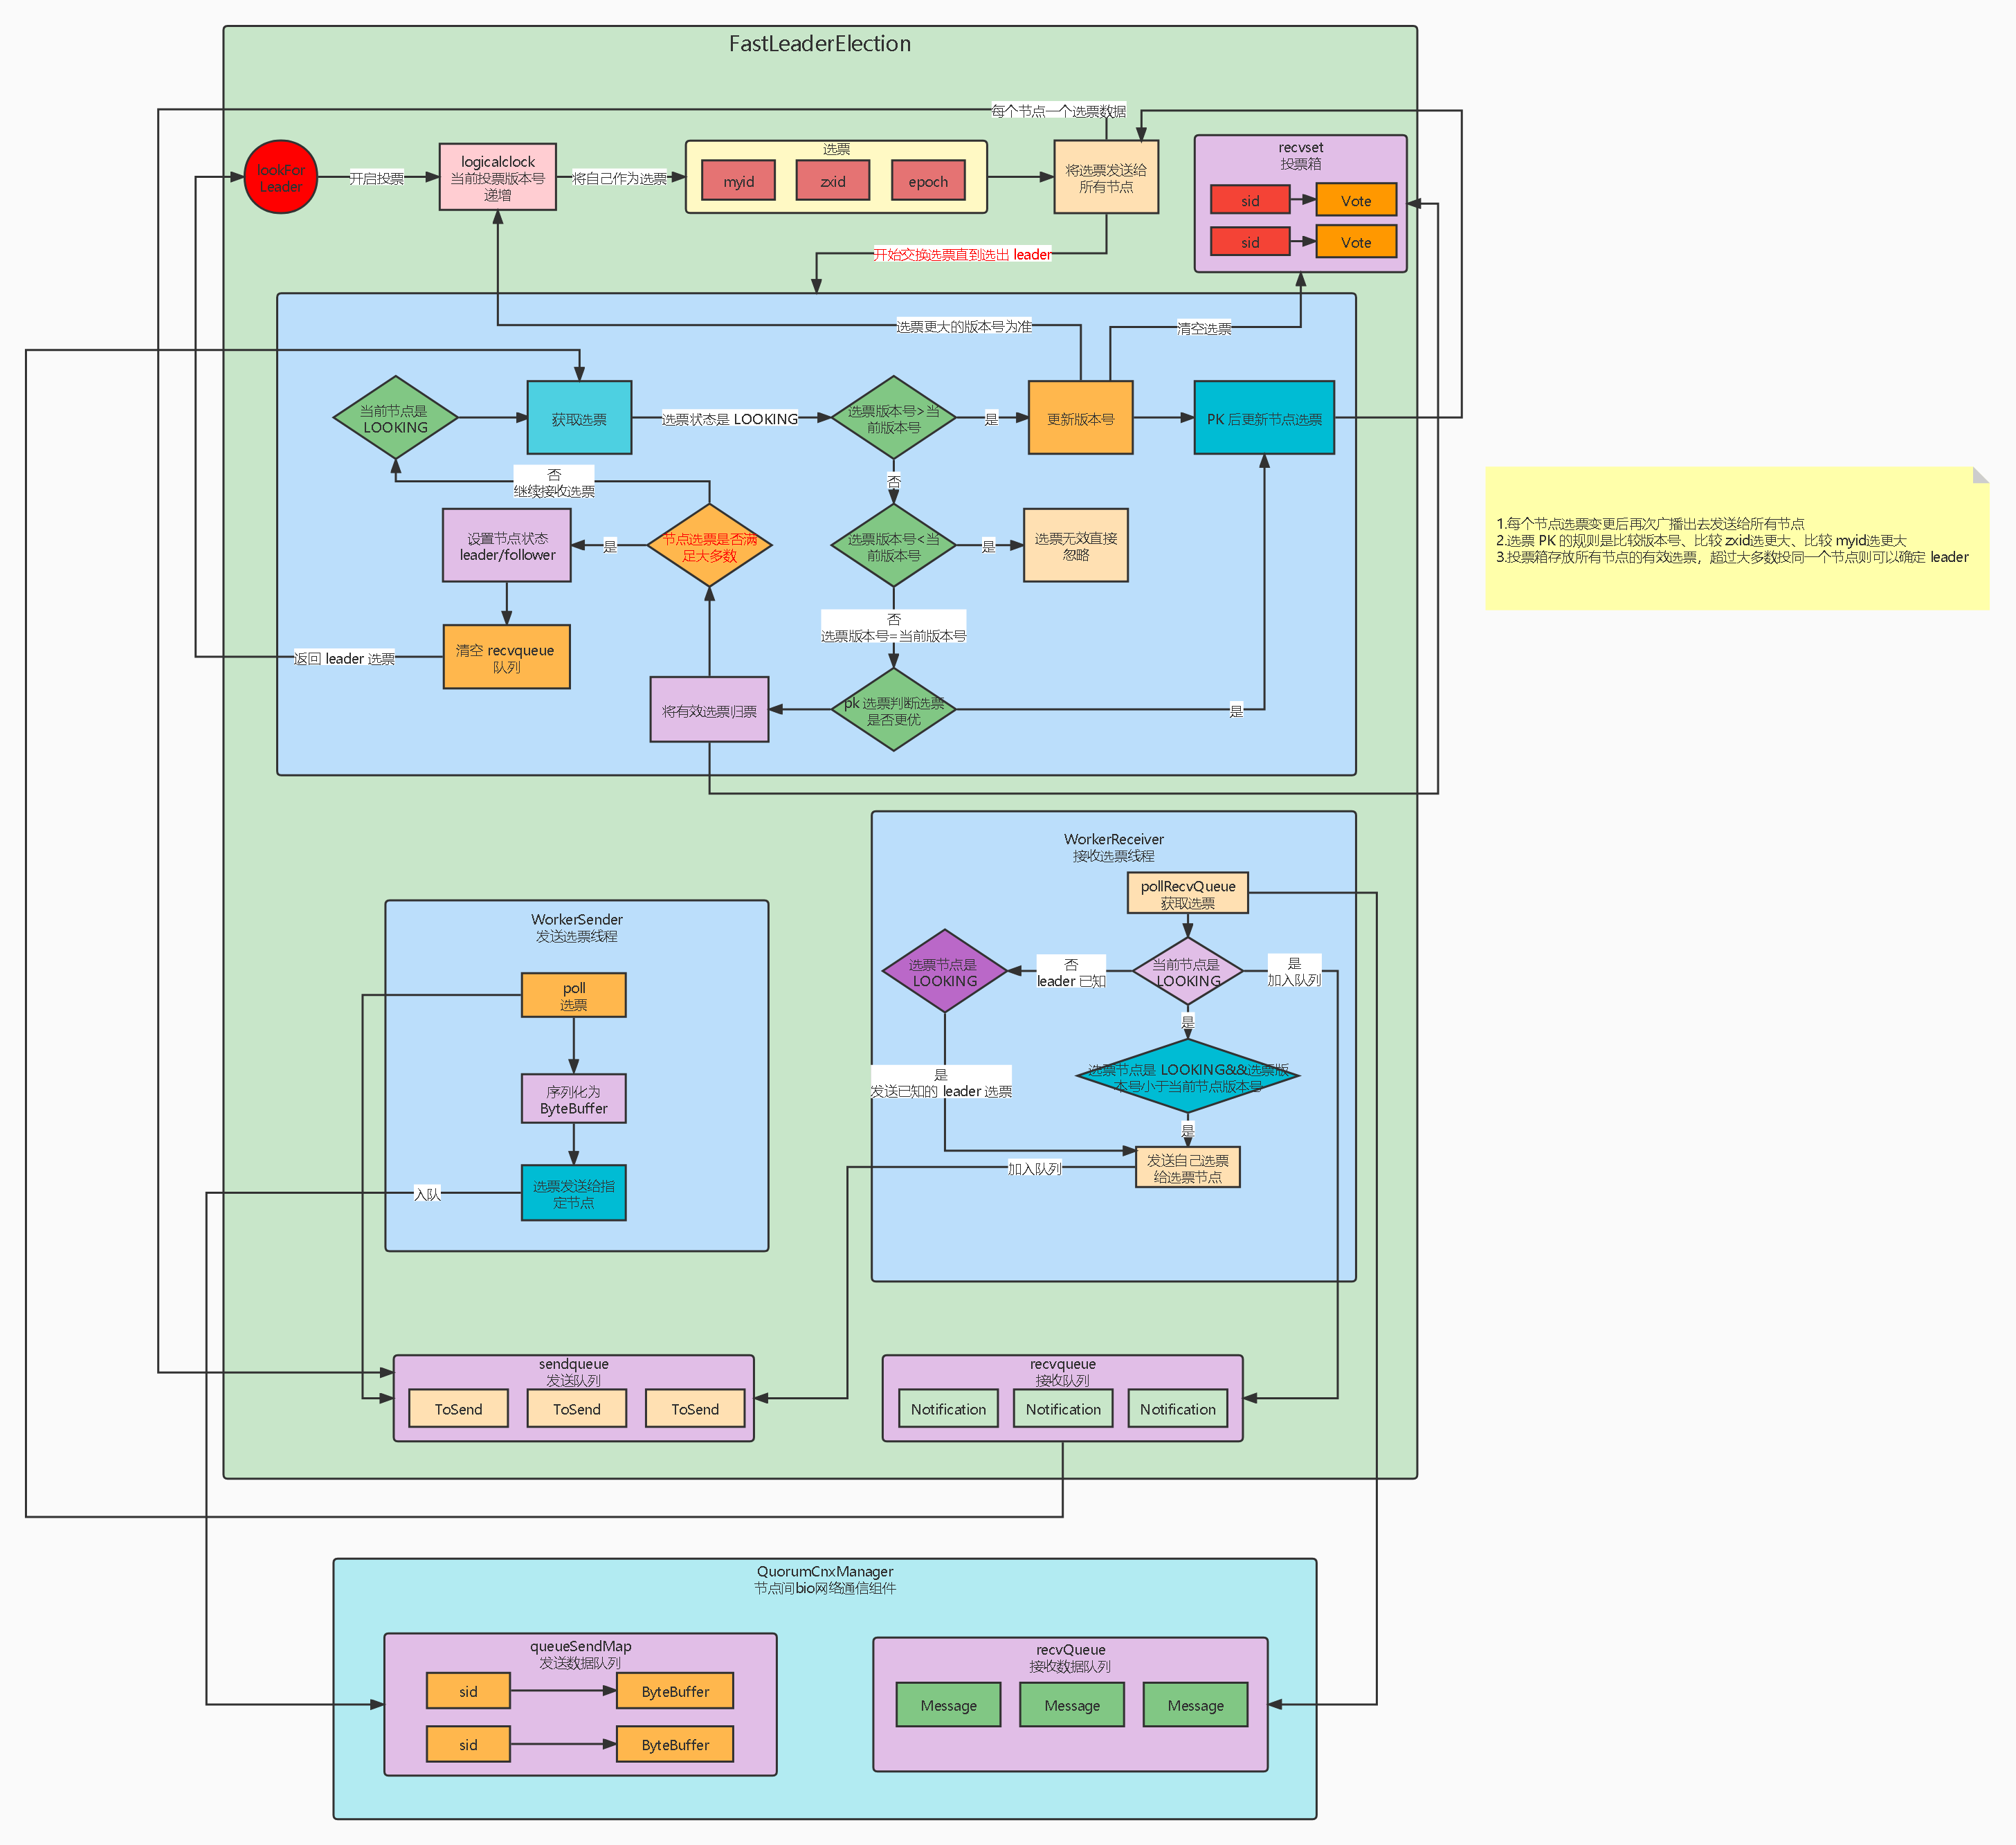 FastLeaderElection
每个节点一个选票数据
lookFor
Leader
开启投票
logicalclock
当前投票版本号
递增
将自己作为选票
选票
myid
zxid
epoch
将选票发送给
所有节点
recvset
投票箱
sid
Vote
sid
Vote
开始交换选票直到选出 leader
选票更大的版本号为准
清空选票
当前节点是
LOOKING
获取选票
选票状态是 LOOKING
选票版本号>当
前版本号
是
更新版本号
PK 后更新节点选票
否
继续接收选票
否
设置节点状态
leader/follower
是
节点选票是否满
足大多数
选票版本号<当
前版本号
是
选票无效直接
忽略
1.每个节点选票变更后再次广播出去发送给所有节点
2.选票 PK 的规则是比较版本号、比较 zxid选更大、比较 myid选更大
3.投票箱存放所有节点的有效选票，超过大多数投同一个节点则可以确定 leader
否
选票版本号=当前版本号
返回 leader 选票
清空 recvqueue
队列
将有效选票归票
pk 选票判断选票
是否更优
是
WorkerReceiver
接收选票线程
pollRecvQueue
获取选票
选票节点是
LOOKING
否
leader 已知
当前节点是
LOOKING
是
加入队列
是
选票节点是 LOOKING&&选票版
本号小于当前节点版本号
是
发送已知的 leader 选票
是
发送自己选票
给选票节点
加入队列
WorkerSender
发送选票线程
poll
选票
序列化为
ByteBuffer
选票发送给指
定节点
入队
sendqueue
发送队列
ToSend
ToSend
ToSend
recvqueue
接收队列
Notification
Notification
Notification
QuorumCnxManager
节点间bio网络通信组件
queueSendMap
发送数据队列
sid
ByteBuffer
sid
ByteBuffer
recvQueue
接收数据队列
Message
Message
Message